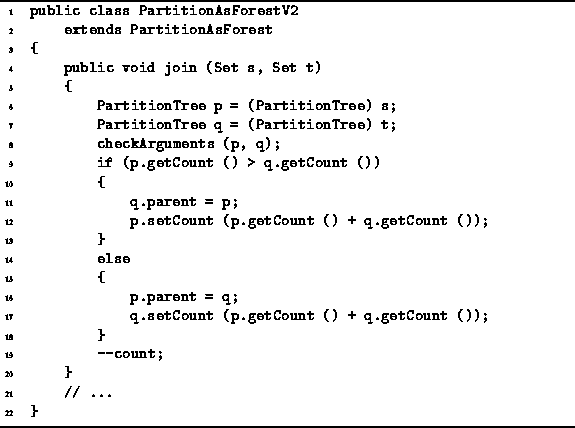 1 public class PartitionAsForestV2
2 extends PartitionAsForest
3 {
4 public void join (Set s, Set t)
5 {
6 PartitionTree p = (PartitionTree) s;
7 PartitionTree q = (PartitionTree) t;
8 checkArguments (p, q);
9 if (p.getCount () > q.getCount ())
10 {
11 q.parent = p;
12 p.setCount (p.getCount () + q.getCount ());
13 }
14 else
15 {
16 p.parent = q;
17 q.setCount (p.getCount () + q.getCount ());
18 }
19 --count;
20 }
21 // ...
22 }